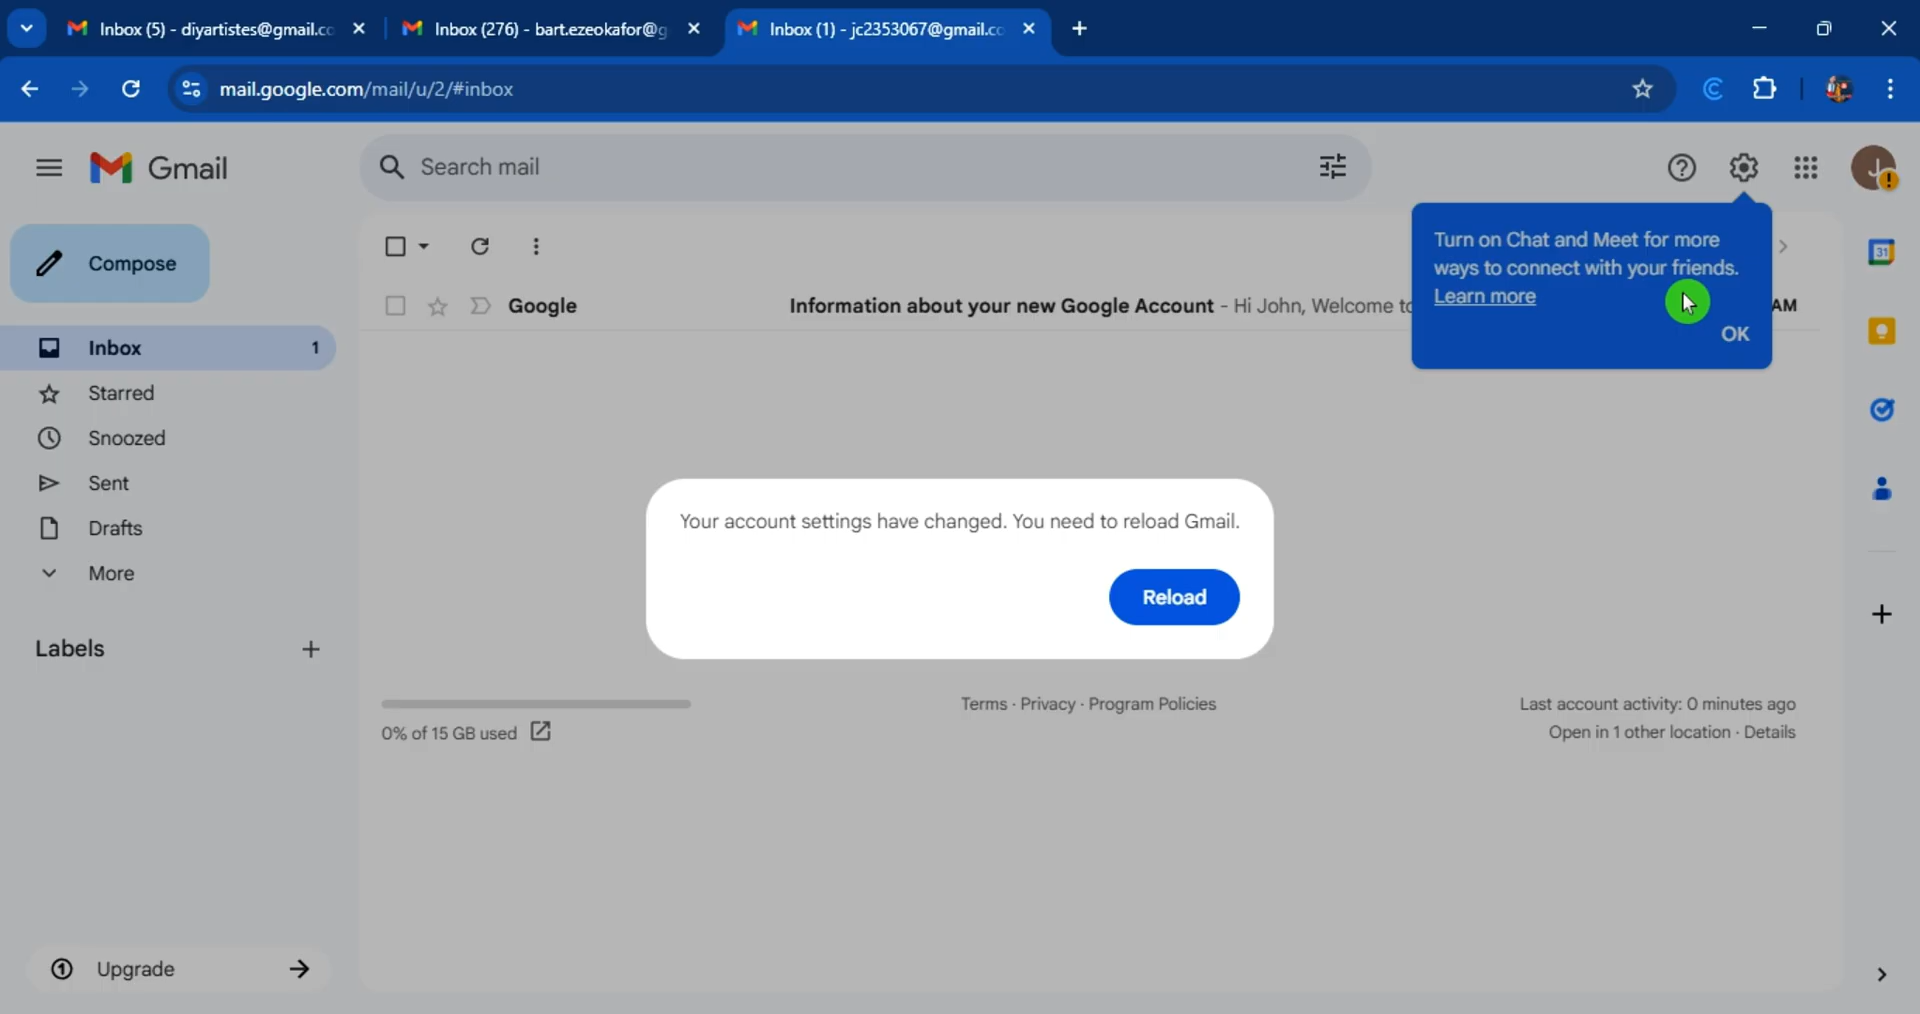 Inbox (5) - diyartistes@gmail.co
Inbox (276) - bart.ezeokafor@g
Inbox (1) - jc2353067@gmail.co
mail.google.com/mail/u/2/#inbox
Gmail
Search mail
J
Compose
Turn on Chat and Meet for more
ways to connect with your friends.
Learn more
OK
31
Google
Information about your new Google Account - Hi John, Welcome to
AM
Inbox 1
Starred
Snoozed
Sent
Drafts
More
Labels
Your account settings have changed. You need to reload Gmail.
Reload
0% of 15 GB used
Terms · Privacy · Program Policies
Last account activity: 0 minutes ago
Open in 1 other location · Details
1 Upgrade